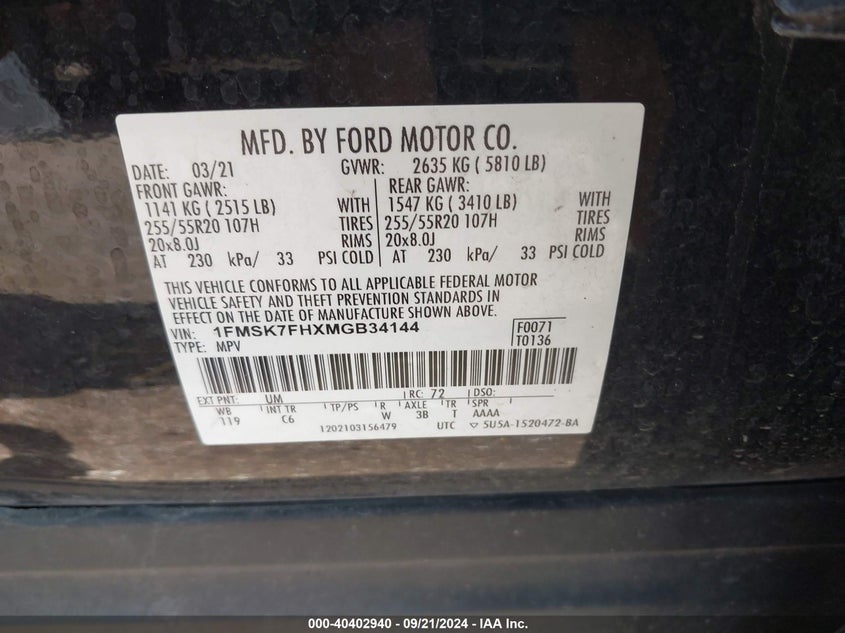 MFD. BY FORD MOTOR CO.
DATE: 03/21 GVWR: 2635 KG ( 5810 LB)
FRONT GAWR: REAR GAWR:
1141 KG ( 2515 LB) WITH 1547 KG ( 3410 LB) WITH
255/55R20 107H TIRES 255/55R20 107H TIRES
20x8.0J RIMS 20x8.0J RIMS
AT 230 kPa/ 33 PSI COLD AT 230 kPa/ 33 PSI COLD
THIS VEHICLE CONFORMS TO ALL APPLICABLE FEDERAL MOTOR
VEHICLE SAFETY AND THEFT PREVENTION STANDARDS IN
EFFECT ON THE DATE OF MANUFACTURE SHOWN ABOVE.
VIN: 1FMSK7FHXMGB34144 F0071
TYPE: MPV T0136
EXT PNT: UM RC: 72 DSO:
WB INT TR TP/PS R AXLE TR SPR
119 C6 W 3B T AAAA
1202103156479 UTC ▽ 5U5A-1520472-BA
000-40402940 - 09/21/2024 - IAA Inc.